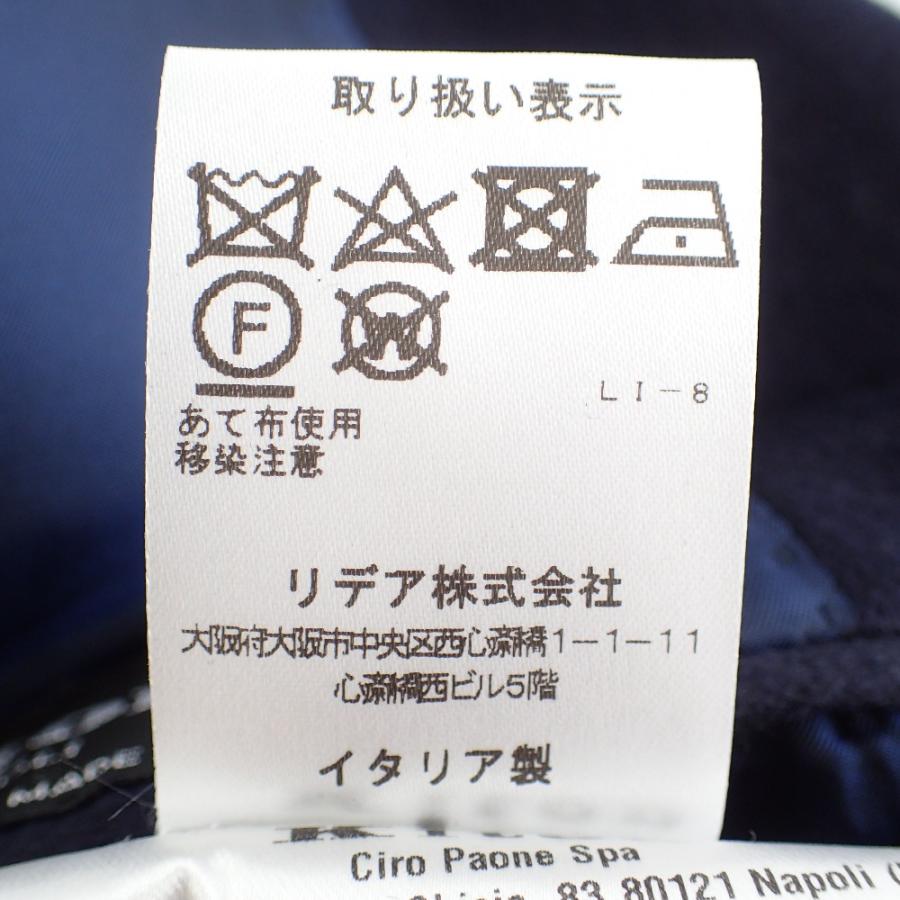 取り扱い表示
F W
LI-8
あて布使用
移染注意
リデア株式会社
大阪府大阪市中央区西心斎橋1-1-11
心斎橋西ビル5階
イタリア製
MADE
Ciro Paone Spa
83 80121 Napoli (